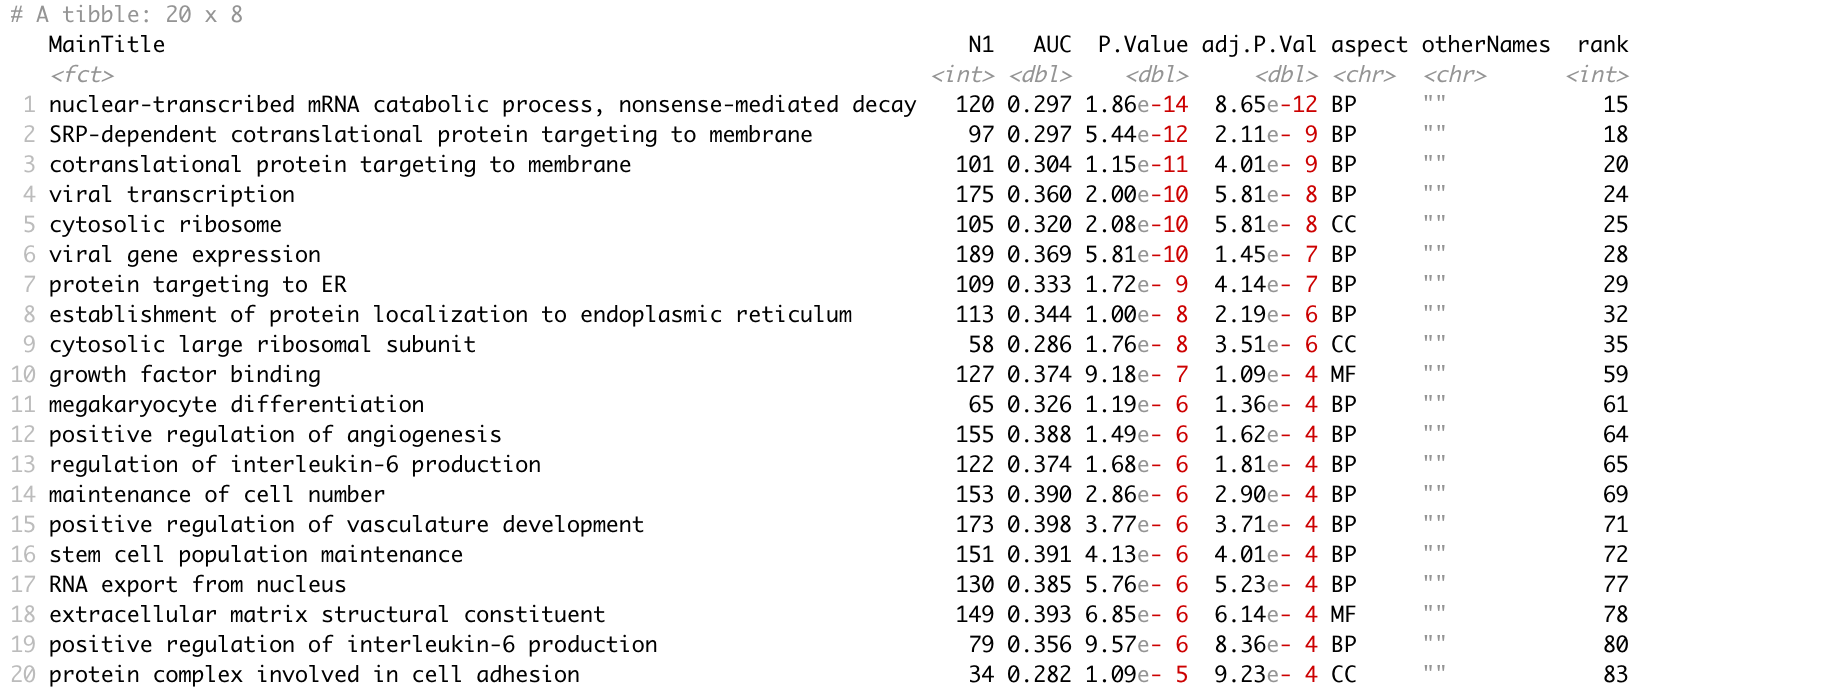 # A tibble: 20 x 8
MainTitle N1 AUC P.Value adj.P.Val aspect otherNames rank
<fct> <int> <dbl> <dbl> <dbl> <chr> <chr> <int>
1 nuclear-transcribed mRNA catabolic process, nonsense-mediated decay 120 0.297 1.86e-14 8.65e-12 BP "" 15
2 SRP-dependent cotranslational protein targeting to membrane 97 0.297 5.44e-12 2.11e- 9 BP "" 18
3 cotranslational protein targeting to membrane 101 0.304 1.15e-11 4.01e- 9 BP "" 20
4 viral transcription 175 0.360 2.00e-10 5.81e- 8 BP "" 24
5 cytosolic ribosome 105 0.320 2.08e-10 5.81e- 8 CC "" 25
6 viral gene expression 189 0.369 5.81e-10 1.45e- 7 BP "" 28
7 protein targeting to ER 109 0.333 1.72e- 9 4.14e- 7 BP "" 29
8 establishment of protein localization to endoplasmic reticulum 113 0.344 1.00e- 8 2.19e- 6 BP "" 32
9 cytosolic large ribosomal subunit 58 0.286 1.76e- 8 3.51e- 6 CC "" 35
10 growth factor binding 127 0.374 9.18e- 7 1.09e- 4 MF "" 59
11 megakaryocyte differentiation 65 0.326 1.19e- 6 1.36e- 4 BP "" 61
12 positive regulation of angiogenesis 155 0.388 1.49e- 6 1.62e- 4 BP "" 64
13 regulation of interleukin-6 production 122 0.374 1.68e- 6 1.81e- 4 BP "" 65
14 maintenance of cell number 153 0.390 2.86e- 6 2.90e- 4 BP "" 69
15 positive regulation of vasculature development 173 0.398 3.77e- 6 3.71e- 4 BP "" 71
16 stem cell population maintenance 151 0.391 4.13e- 6 4.01e- 4 BP "" 72
17 RNA export from nucleus 130 0.385 5.76e- 6 5.23e- 4 BP "" 77
18 extracellular matrix structural constituent 149 0.393 6.85e- 6 6.14e- 4 MF "" 78
19 positive regulation of interleukin-6 production 79 0.356 9.57e- 6 8.36e- 4 BP "" 80
20 protein complex involved in cell adhesion 34 0.282 1.09e- 5 9.23e- 4 CC "" 83